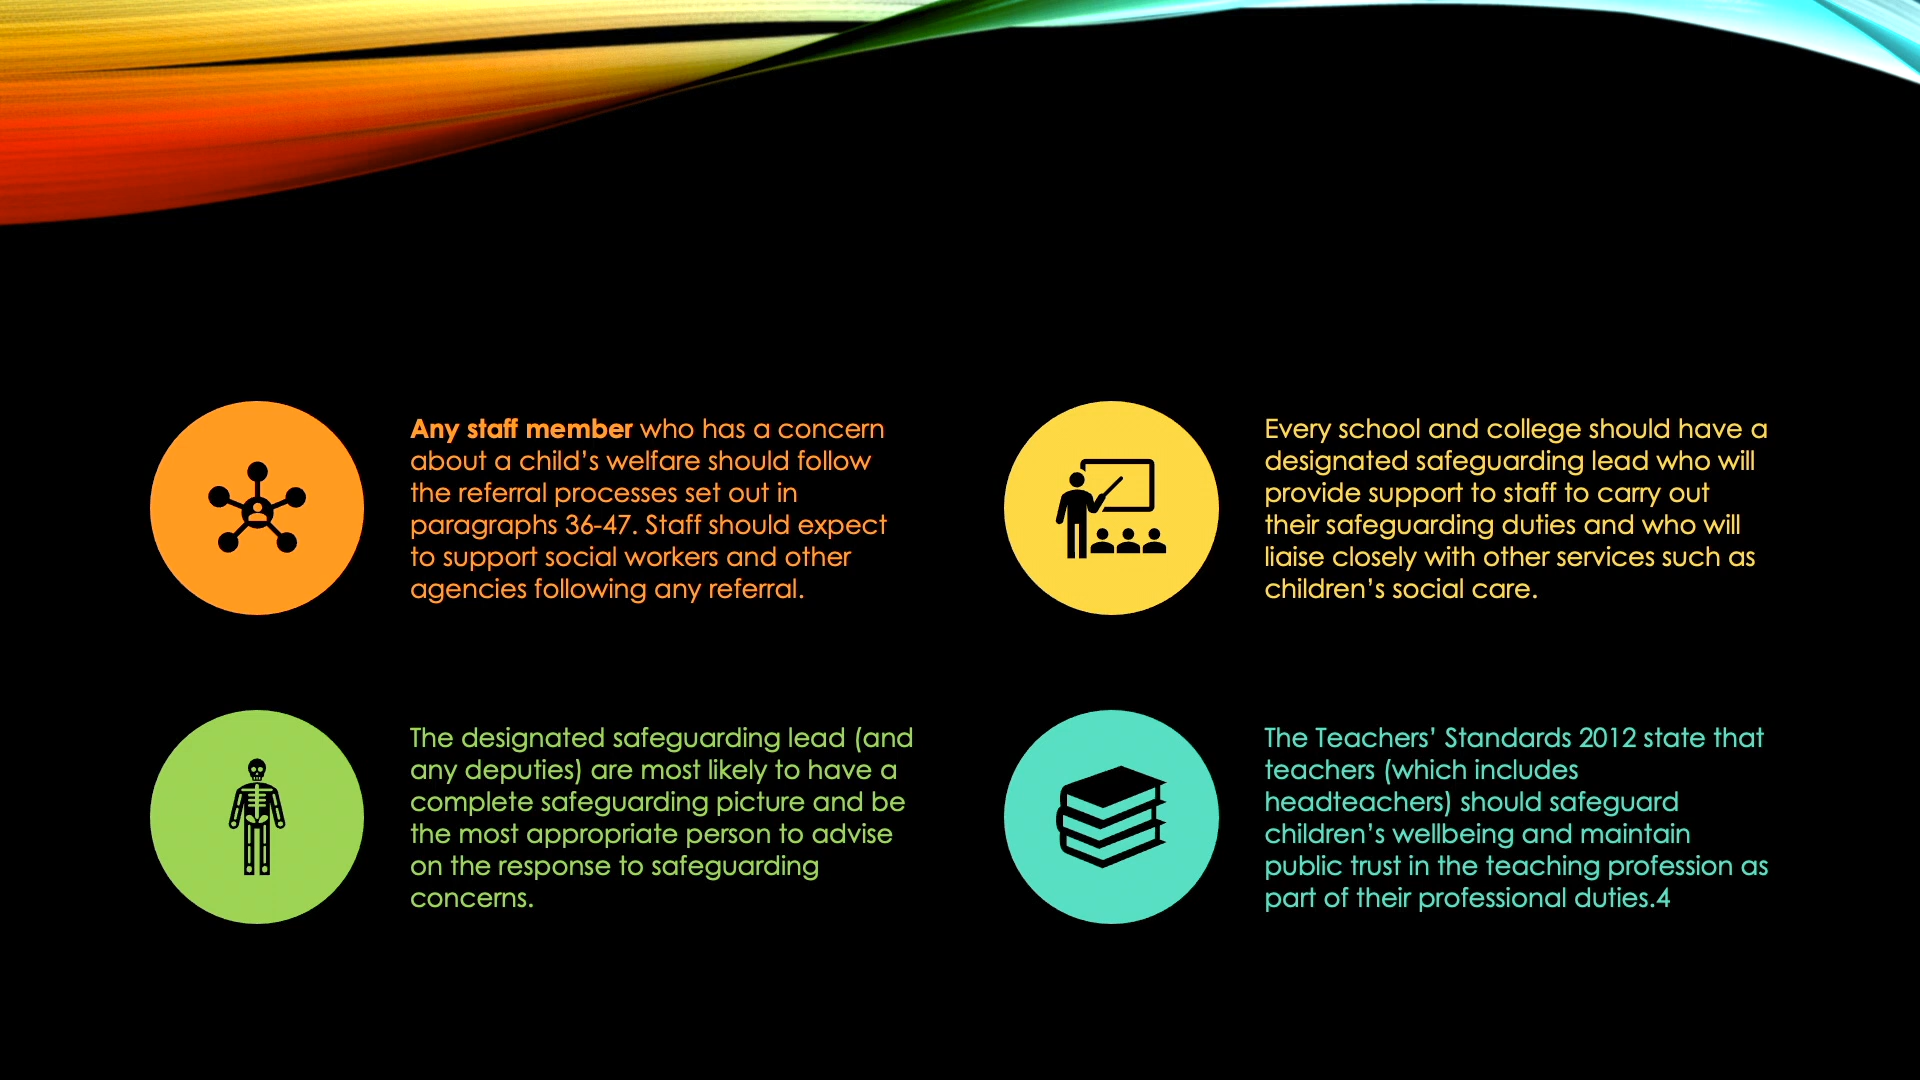 Any staff member who has a concern
about a child’s welfare should follow
the referral processes set out in
paragraphs 36-47. Staff should expect
to support social workers and other
agencies following any referral.
Every school and college should have a
designated safeguarding lead who will
provide support to staff to carry out
their safeguarding duties and who will
liaise closely with other services such as
children’s social care.
The designated safeguarding lead (and
any deputies) are most likely to have a
complete safeguarding picture and be
the most appropriate person to advise
on the response to safeguarding
concerns.
The Teachers’ Standards 2012 state that
teachers (which includes
headteachers) should safeguard
children’s wellbeing and maintain
public trust in the teaching profession as
part of their professional duties.4